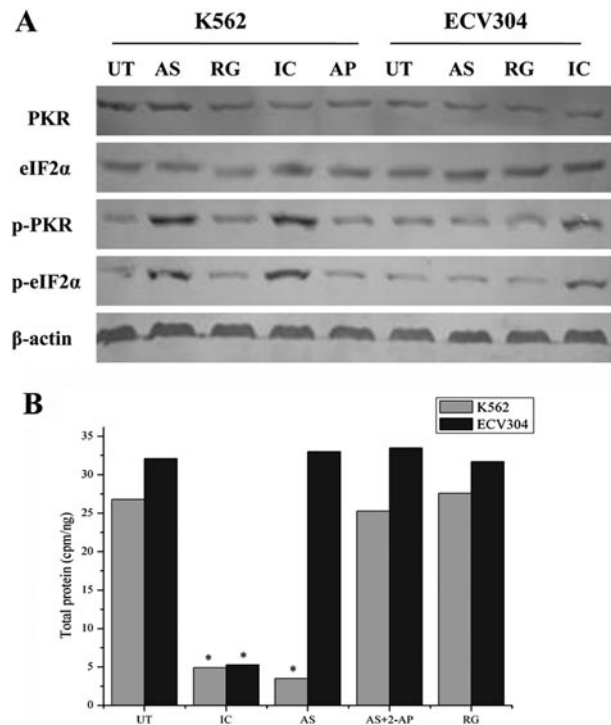 A
K562 ECV304
UT AS RG IC AP UT AS RG IC
PKR
eIF2α
p-PKR
p-eIF2α
β-actin
B
K562
ECV304
35
30
25
20
15
10
5
0
Total protein (cpm/ng)
* * *
UT IC AS AS+2-AP RG